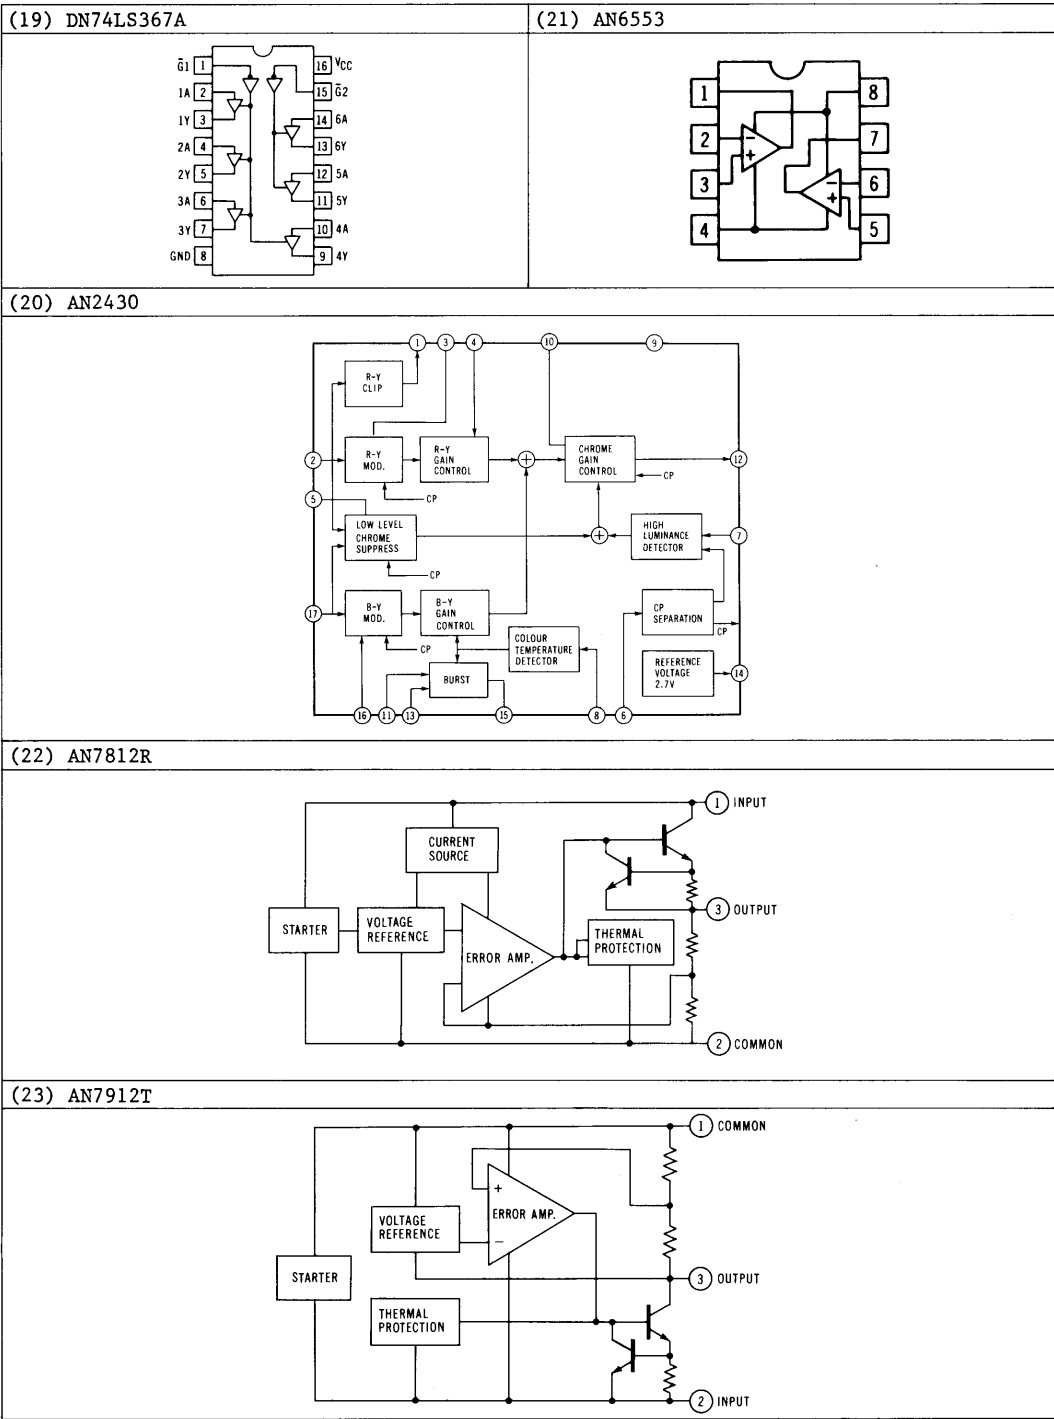 (19) DN74LS367A
G̅1 1
16 VCC
1A 2
15 G̅2
1Y 3
14 6A
2A 4
13 6Y
2Y 5
12 5A
3A 6
11 5Y
3Y 7
10 4A
GND 8
9 4Y
(21) AN6553
1
8
2
-
+
7
3
-
+
6
4
5
(20) AN2430
1
3
4
10
9
R-Y
CLIP
2
R-Y
MOD.
R-Y
GAIN
CONTROL
+
CHROME
GAIN
CONTROL
12
CP
CP
5
LOW LEVEL
CHROME
SUPPRESS
+
HIGH
LUMINANCE
DETECTOR
7
CP
17
B-Y
MOD.
B-Y
GAIN
CONTROL
CP
SEPARATION
CP
CP
COLOUR
TEMPERATURE
DETECTOR
BURST
REFERENCE
VOLTAGE
2.7V
14
16
11
13
15
8
6
(22) AN7812R
1 INPUT
CURRENT
SOURCE
STARTER
VOLTAGE
REFERENCE
ERROR AMP.
THERMAL
PROTECTION
3 OUTPUT
2 COMMON
(23) AN7912T
1 COMMON
+
ERROR AMP.
-
VOLTAGE
REFERENCE
STARTER
3 OUTPUT
THERMAL
PROTECTION
2 INPUT